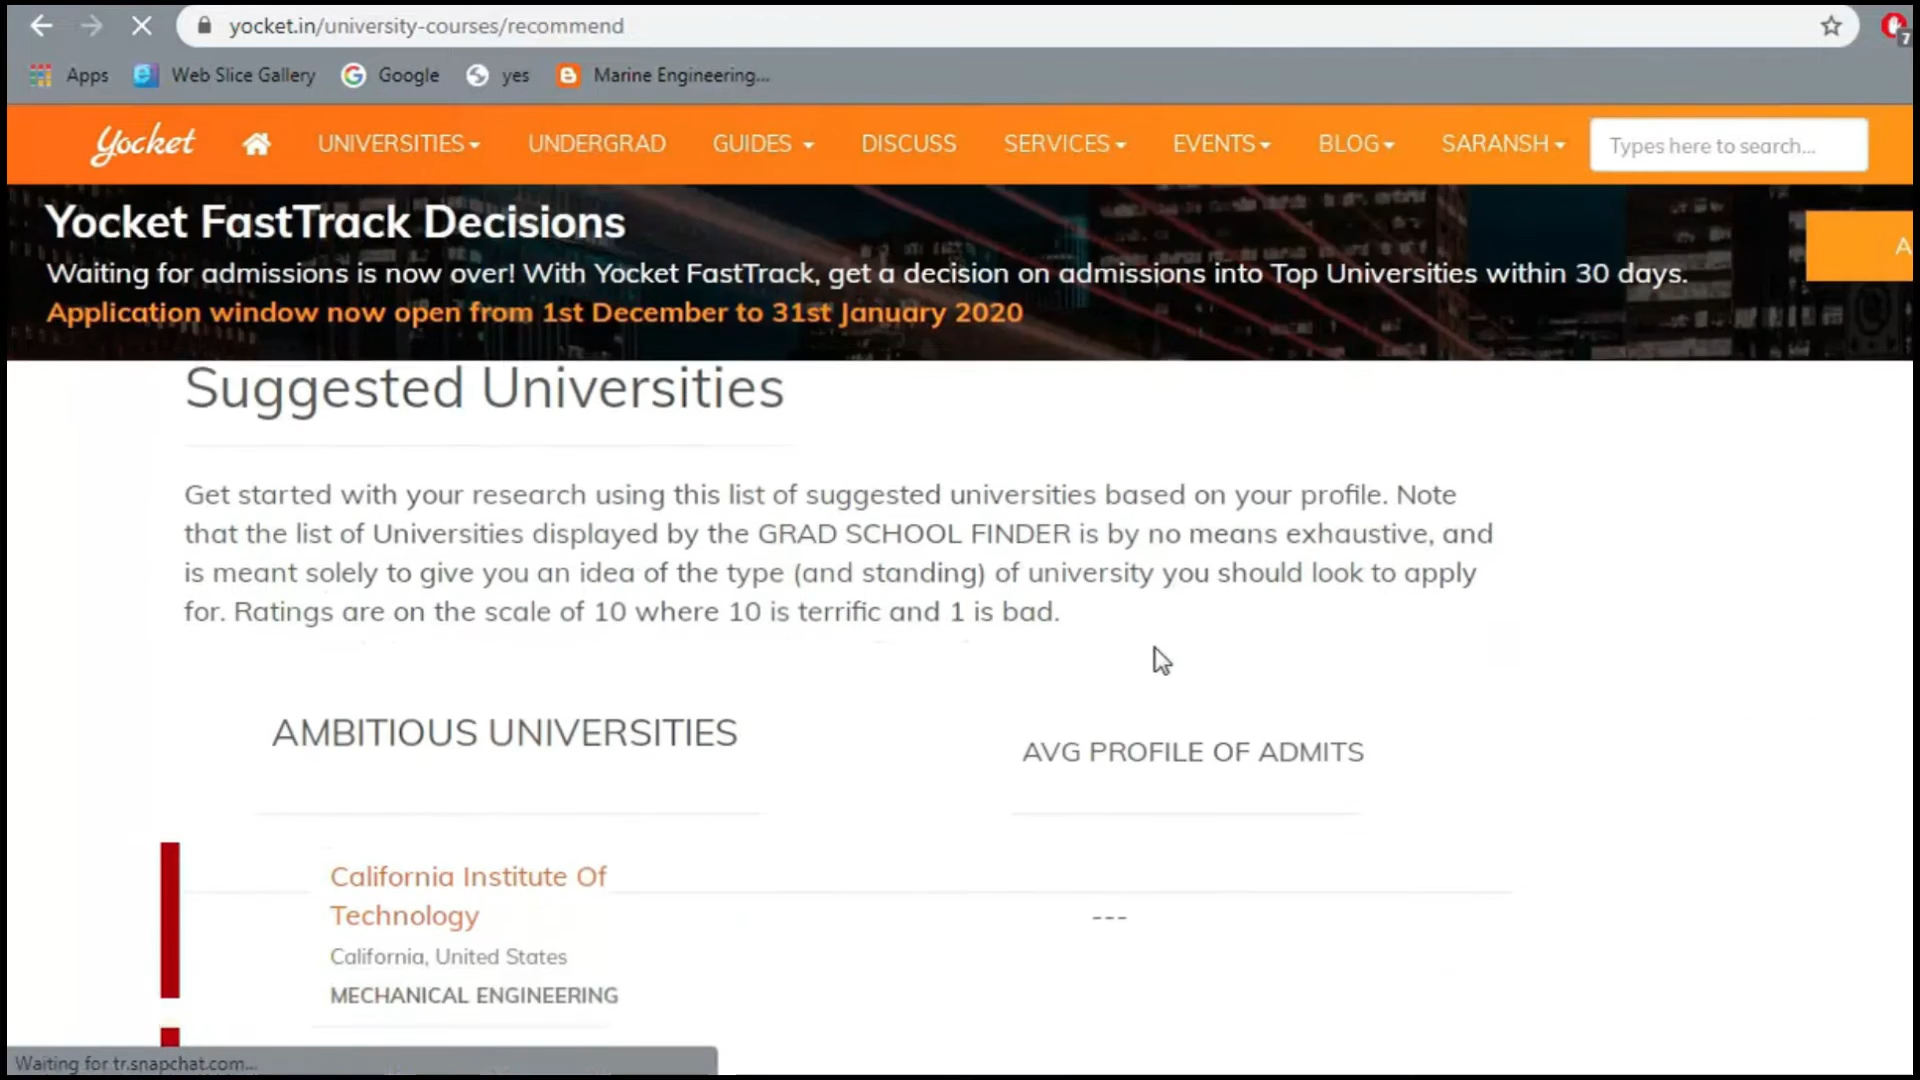 yocket.in/university-courses/recommend
7
Apps Web Slice Gallery Google yes Marine Engineering...
Yocket UNIVERSITIES UNDERGRAD GUIDES DISCUSS SERVICES EVENTS BLOG SARANSH Types here to search...
Yocket FastTrack Decisions
A
Waiting for admissions is now over! With Yocket FastTrack, get a decision on admissions into Top Universities within 30 days.
Application window now open from 1st December to 31st January 2020
Suggested Universities
Get started with your research using this list of suggested universities based on your profile. Note
that the list of Universities displayed by the GRAD SCHOOL FINDER is by no means exhaustive, and
is meant solely to give you an idea of the type (and standing) of university you should look to apply
for. Ratings are on the scale of 10 where 10 is terrific and 1 is bad.
AMBITIOUS UNIVERSITIES
AVG PROFILE OF ADMITS
California Institute Of
Technology
---
California, United States
MECHANICAL ENGINEERING
Waiting for tr.snapchat.com...